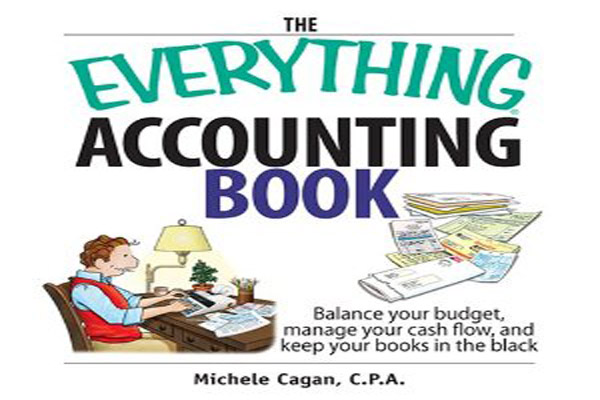 THE
EVERYTHING®
ACCOUNTING
BOOK
Balance your budget,
manage your cash flow, and
keep your books in the black
Michele Cagan, C.P.A.